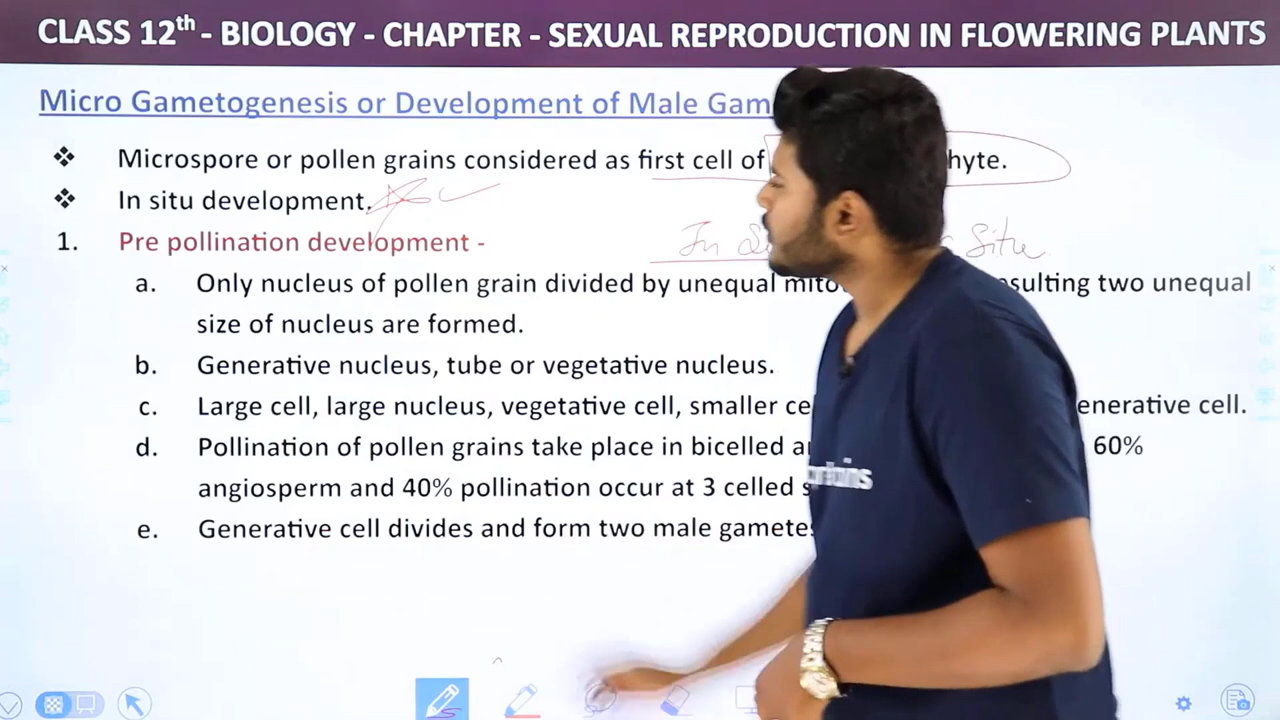 CLASS 12th - BIOLOGY - CHAPTER - SEXUAL REPRODUCTION IN FLOWERING PLANTS
Micro Gametogenesis or Development of Male Gam
❖ Microspore or pollen grains considered as first cell of hyte.
❖ In situ development.
1. Pre pollination development -
In Situ
a. Only nucleus of pollen grain divided by unequal mito sulting two unequal
size of nucleus are formed.
b. Generative nucleus, tube or vegetative nucleus.
c. Large cell, large nucleus, vegetative cell, smaller ce enerative cell.
d. Pollination of pollen grains take place in bicelled a 60%
angiosperm and 40% pollination occur at 3 celled s
e. Generative cell divides and form two male gametes